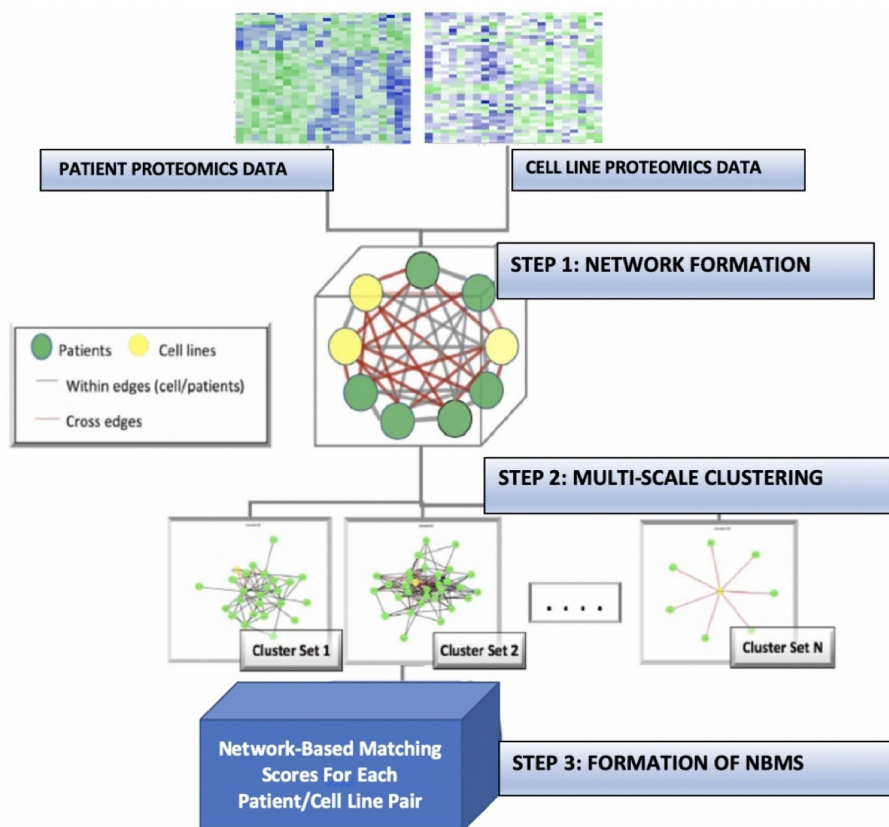 PATIENT PROTEOMICS DATA
CELL LINE PROTEOMICS DATA
STEP 1: NETWORK FORMATION
Patients
Cell lines
Within edges (cell/patients)
Cross edges
STEP 2: MULTI-SCALE CLUSTERING
Cluster Set 1
Cluster Set 2
. . . .
Cluster Set N
Network-Based Matching
Scores For Each
Patient/Cell Line Pair
STEP 3: FORMATION OF NBMS